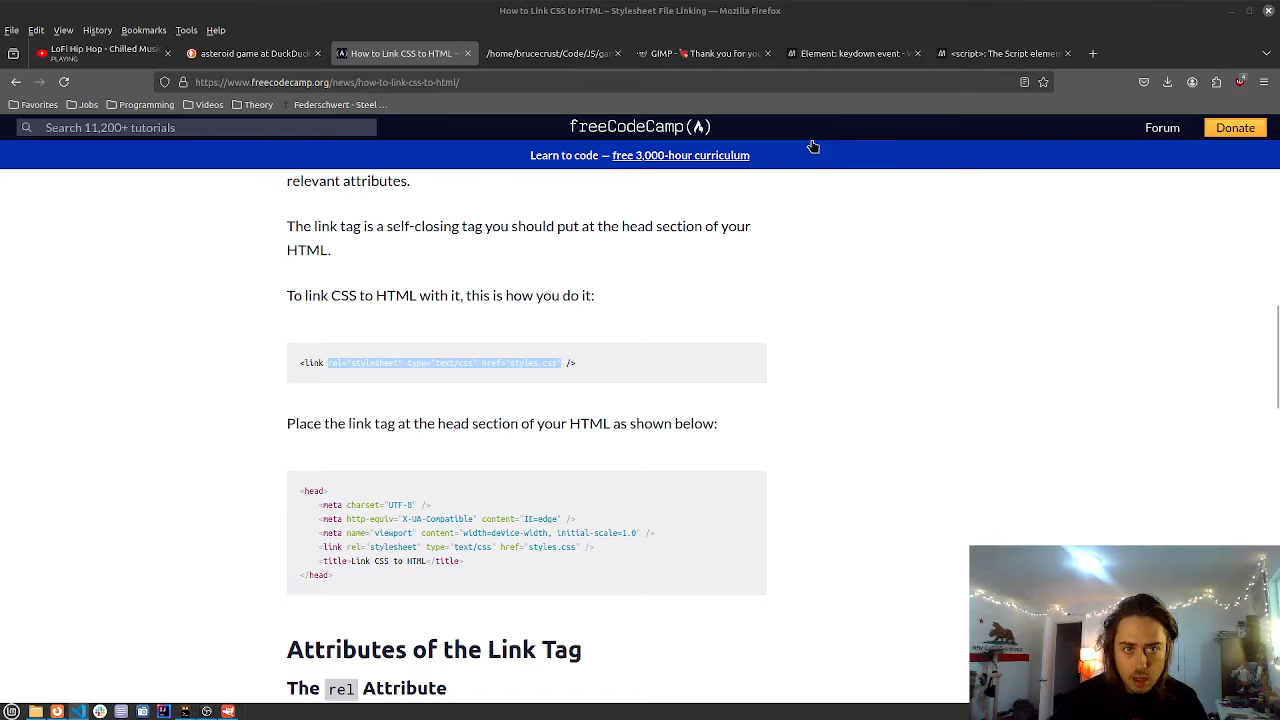 How to Link CSS to HTML – Stylesheet File Linking — Mozilla Firefox
File Edit View History Bookmarks Tools Help
LoFi Hip Hop - Chilled Music
PLAYING
asteroid game at DuckDuck
How to Link CSS to HTML –
/home/brucecrust/Code/JS/gam
GIMP - 💘 Thank you for you
Element: keydown event - W
<script>: The Script elemen
https://www.freecodecamp.org/news/how-to-link-css-to-html/
4
Favorites Jobs Programming Videos Theory Federschwert - Steel ...
Search 11,200+ tutorials
freeCodeCamp
Forum
Donate
Learn to code — free 3,000-hour curriculum
relevant attributes.
The link tag is a self-closing tag you should put at the head section of your
HTML.
To link CSS to HTML with it, this is how you do it:
<link rel="stylesheet" type="text/css" href="styles.css" />
Place the link tag at the head section of your HTML as shown below:
<head>
<meta charset="UTF-8" />
<meta http-equiv="X-UA-Compatible" content="IE=edge" />
<meta name="viewport" content="width=device-width, initial-scale=1.0" />
<link rel="stylesheet" type="text/css" href="styles.css" />
<title>Link CSS to HTML</title>
</head>
Attributes of the Link Tag
The rel Attribute